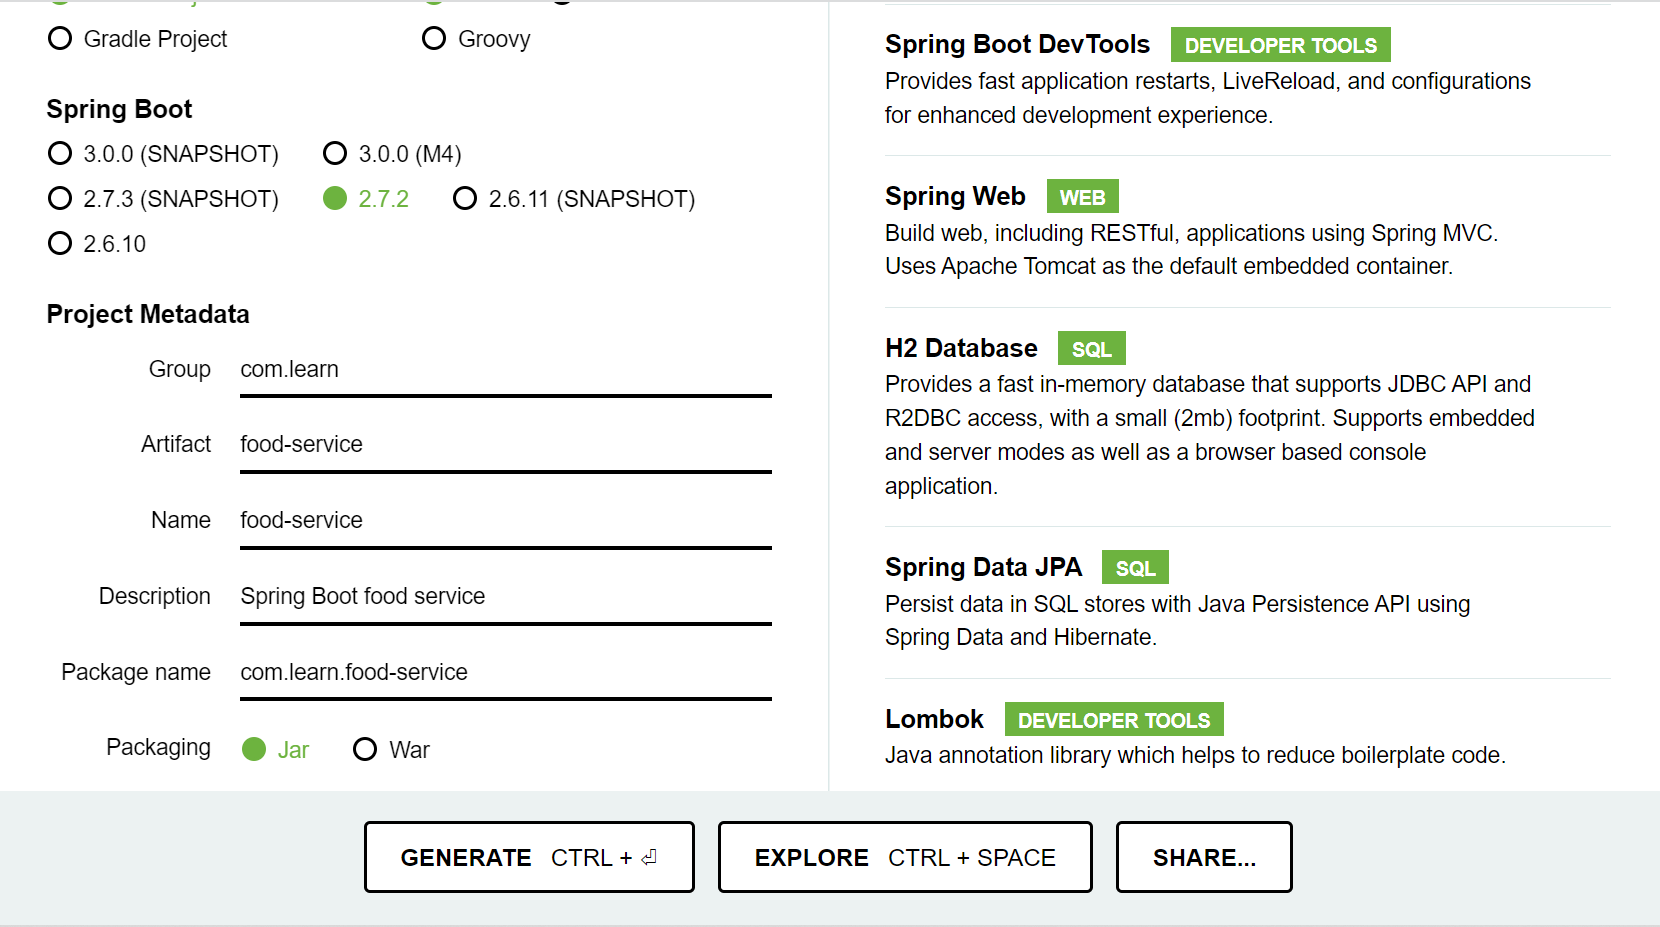 Gradle Project
Groovy
Spring Boot
3.0.0 (SNAPSHOT)
3.0.0 (M4)
2.7.3 (SNAPSHOT)
2.7.2
2.6.11 (SNAPSHOT)
2.6.10
Project Metadata
Group
com.learn
Artifact
food-service
Name
food-service
Description
Spring Boot food service
Package name
com.learn.food-service
Packaging
Jar
War
Spring Boot DevTools DEVELOPER TOOLS
Provides fast application restarts, LiveReload, and configurations
for enhanced development experience.
Spring Web WEB
Build web, including RESTful, applications using Spring MVC.
Uses Apache Tomcat as the default embedded container.
H2 Database SQL
Provides a fast in-memory database that supports JDBC API and
R2DBC access, with a small (2mb) footprint. Supports embedded
and server modes as well as a browser based console
application.
Spring Data JPA SQL
Persist data in SQL stores with Java Persistence API using
Spring Data and Hibernate.
Lombok DEVELOPER TOOLS
Java annotation library which helps to reduce boilerplate code.
GENERATE CTRL + ⏎
EXPLORE CTRL + SPACE
SHARE...